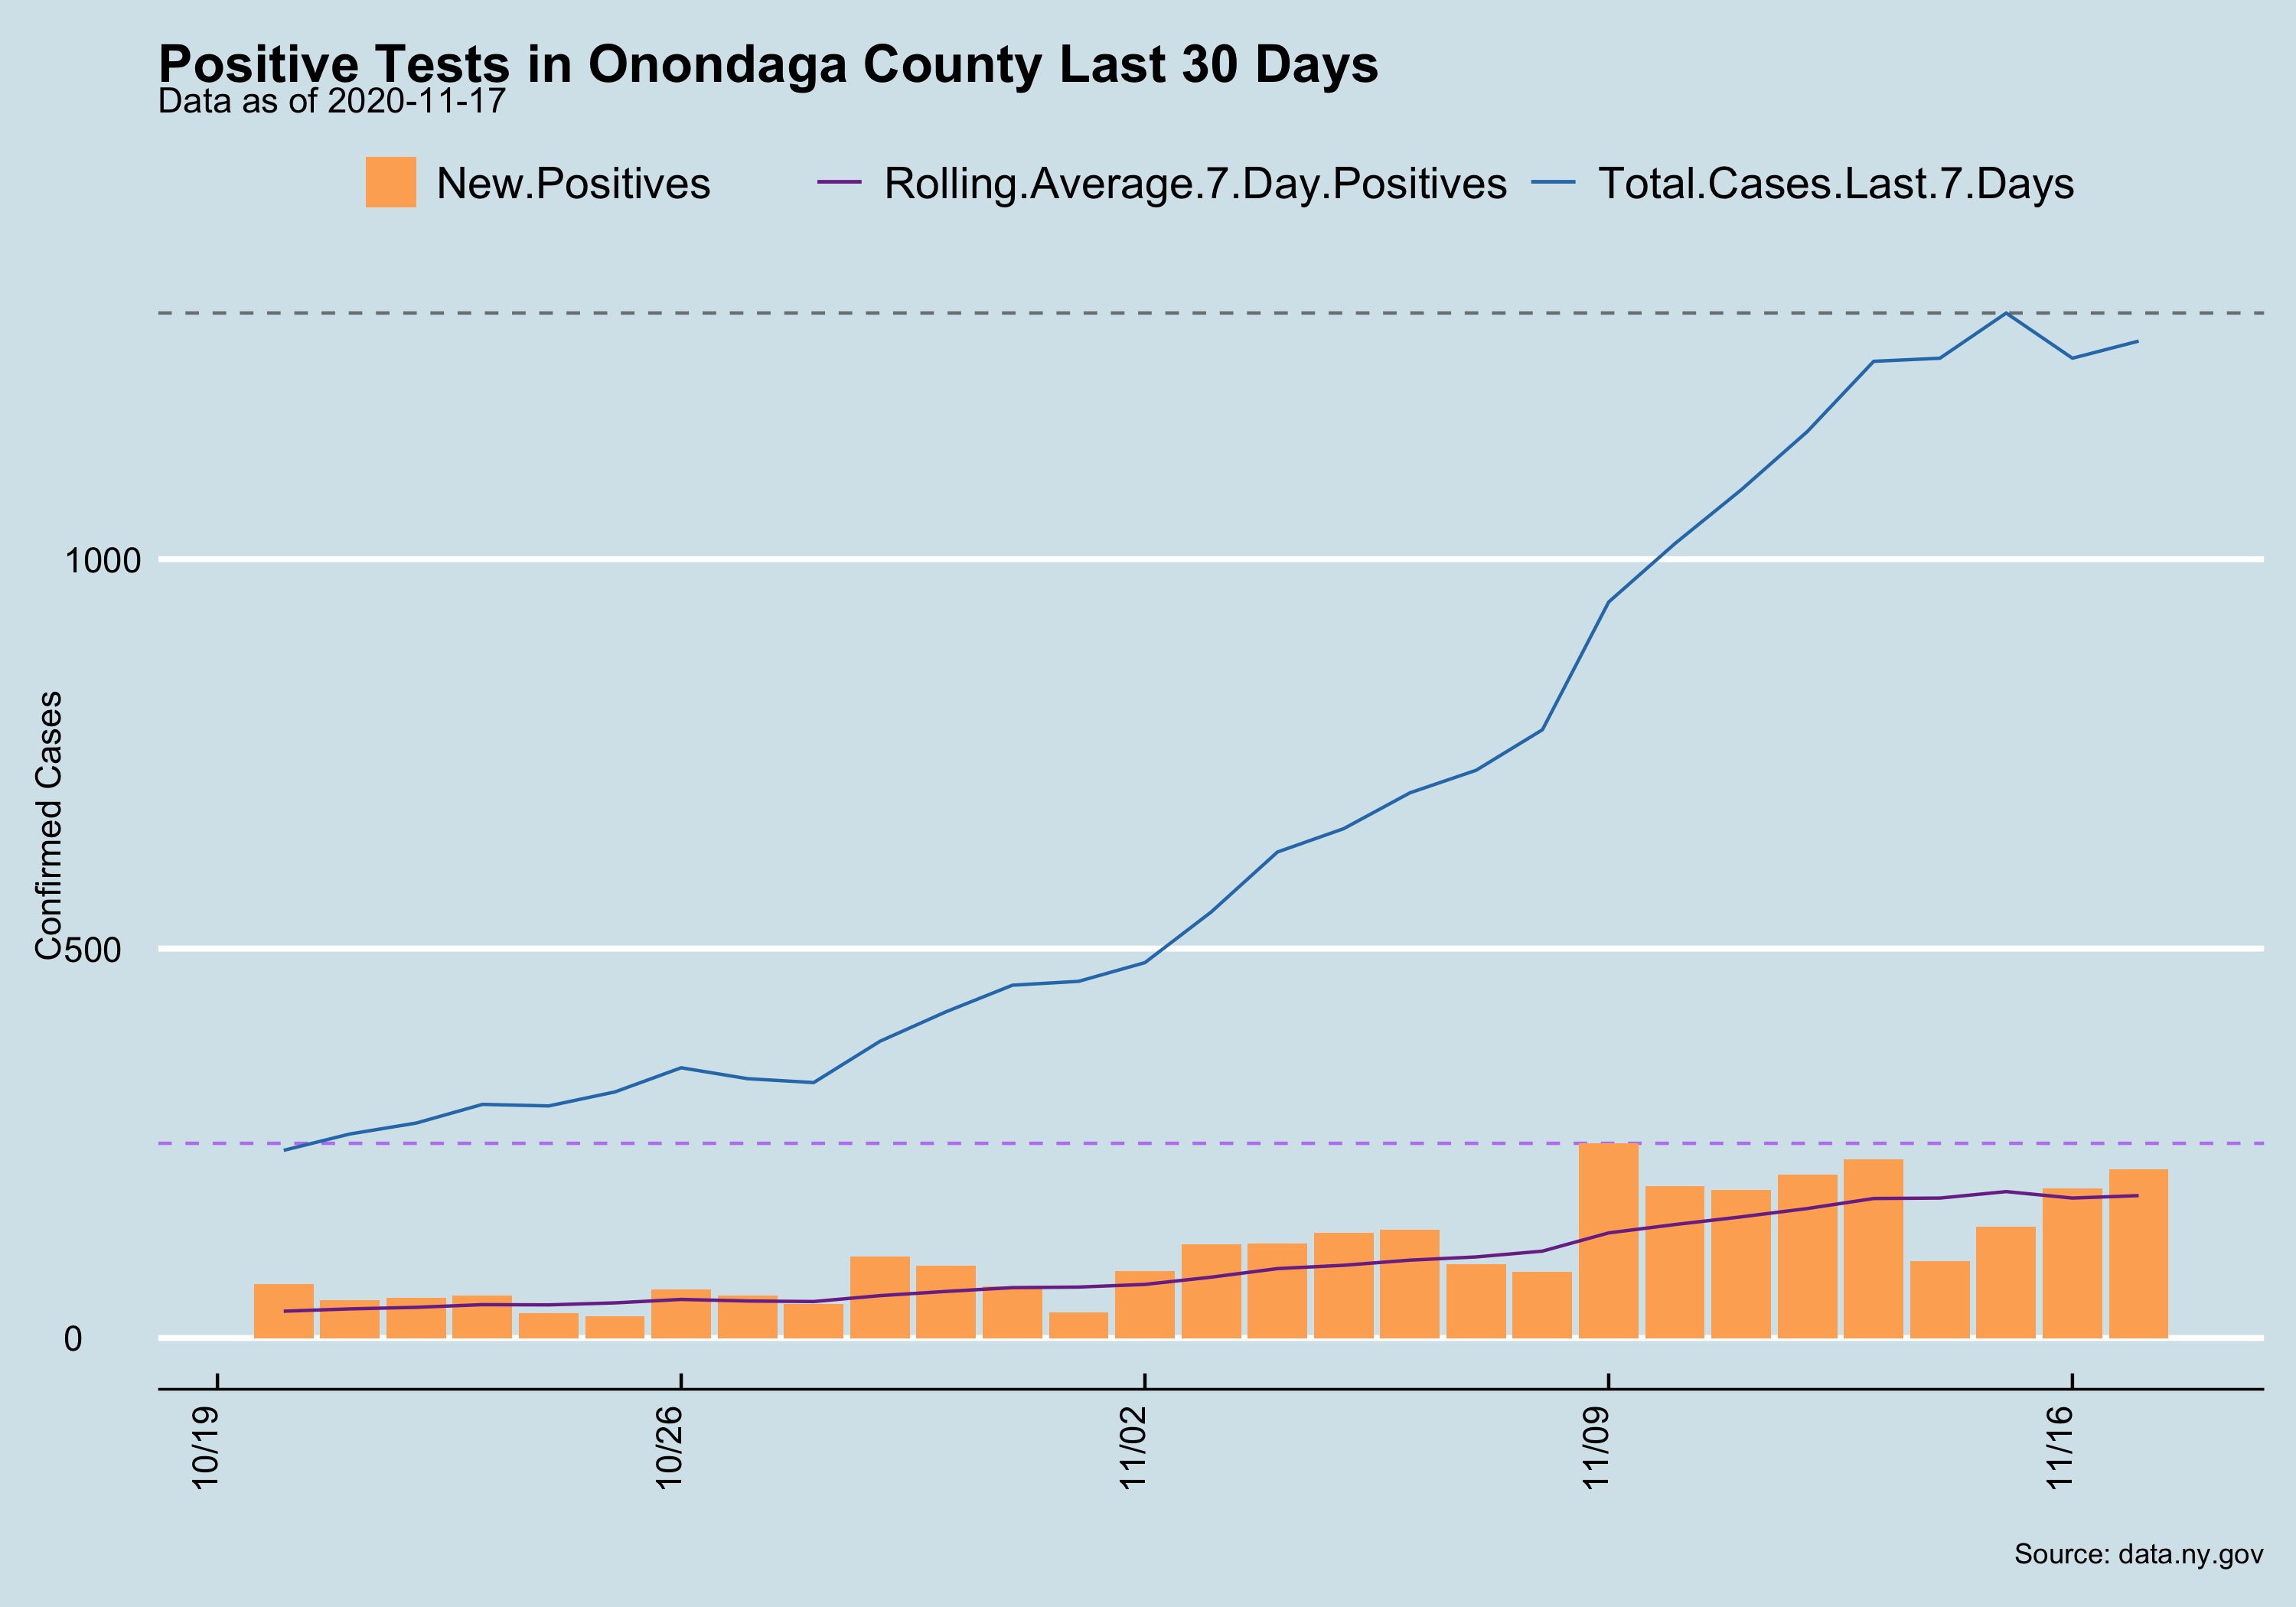 Positive Tests in Onondaga County Last 30 Days
Data as of 2020-11-17
New.Positives
Rolling.Average.7.Day.Positives
Total.Cases.Last.7.Days
Confirmed Cases
1000
500
0
10/19
10/26
11/02
11/09
11/16
Source: data.ny.gov